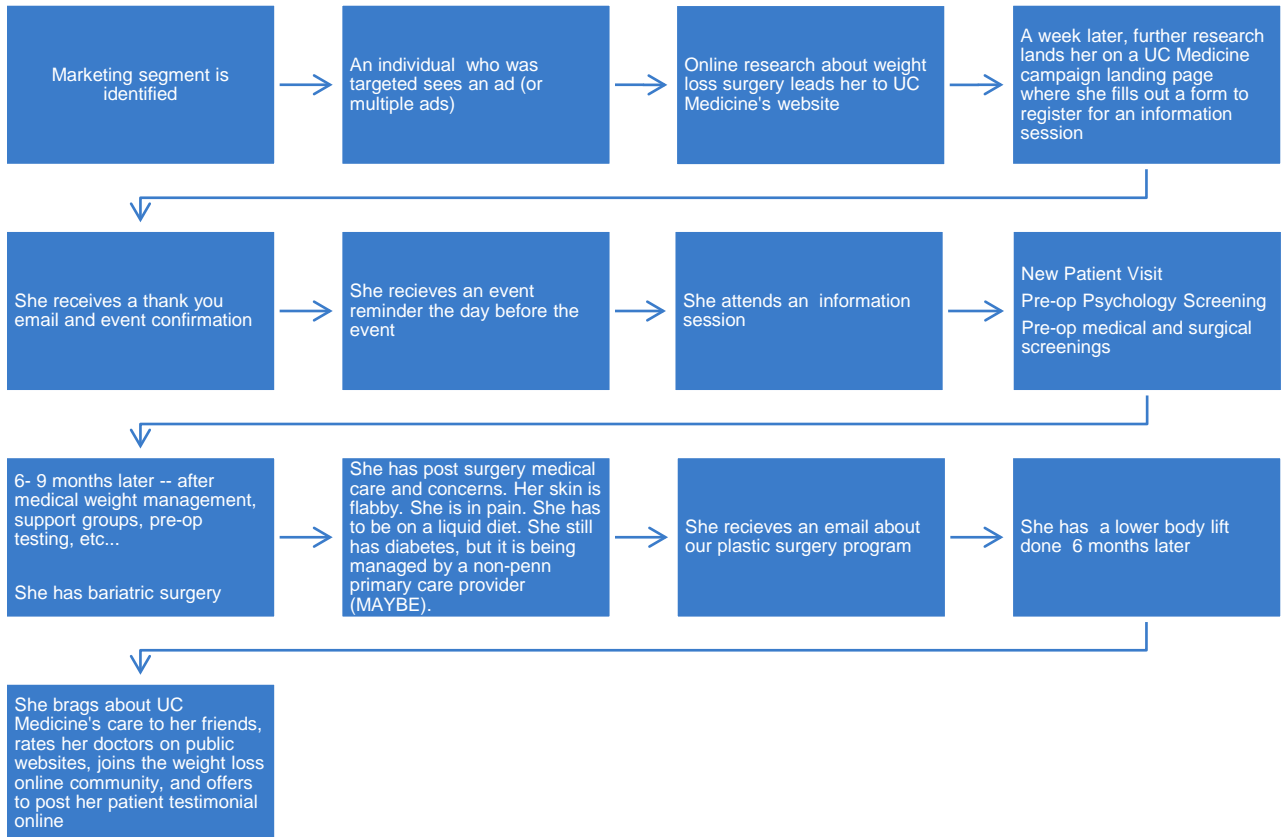 Marketing segment is
identified
An individual who was
targeted sees an ad (or
multiple ads)
Online research about weight
loss surgery leads her to UC
Medicine's website
A week later, further research
lands her on a UC Medicine
campaign landing page
where she fills out a form to
register for an information
session
She receives a thank you
email and event confirmation
She recieves an event
reminder the day before the
event
She attends an information
session
New Patient Visit
Pre-op Psychology Screening
Pre-op medical and surgical
screenings
6- 9 months later -- after
medical weight management,
support groups, pre-op
testing, etc...
She has bariatric surgery
She has post surgery medical
care and concerns. Her skin is
flabby. She is in pain. She has
to be on a liquid diet. She still
has diabetes, but it is being
managed by a non-penn
primary care provider
(MAYBE).
She recieves an email about
our plastic surgery program
She has a lower body lift
done 6 months later
She brags about UC
Medicine's care to her friends,
rates her doctors on public
websites, joins the weight loss
online community, and offers
to post her patient testimonial
online